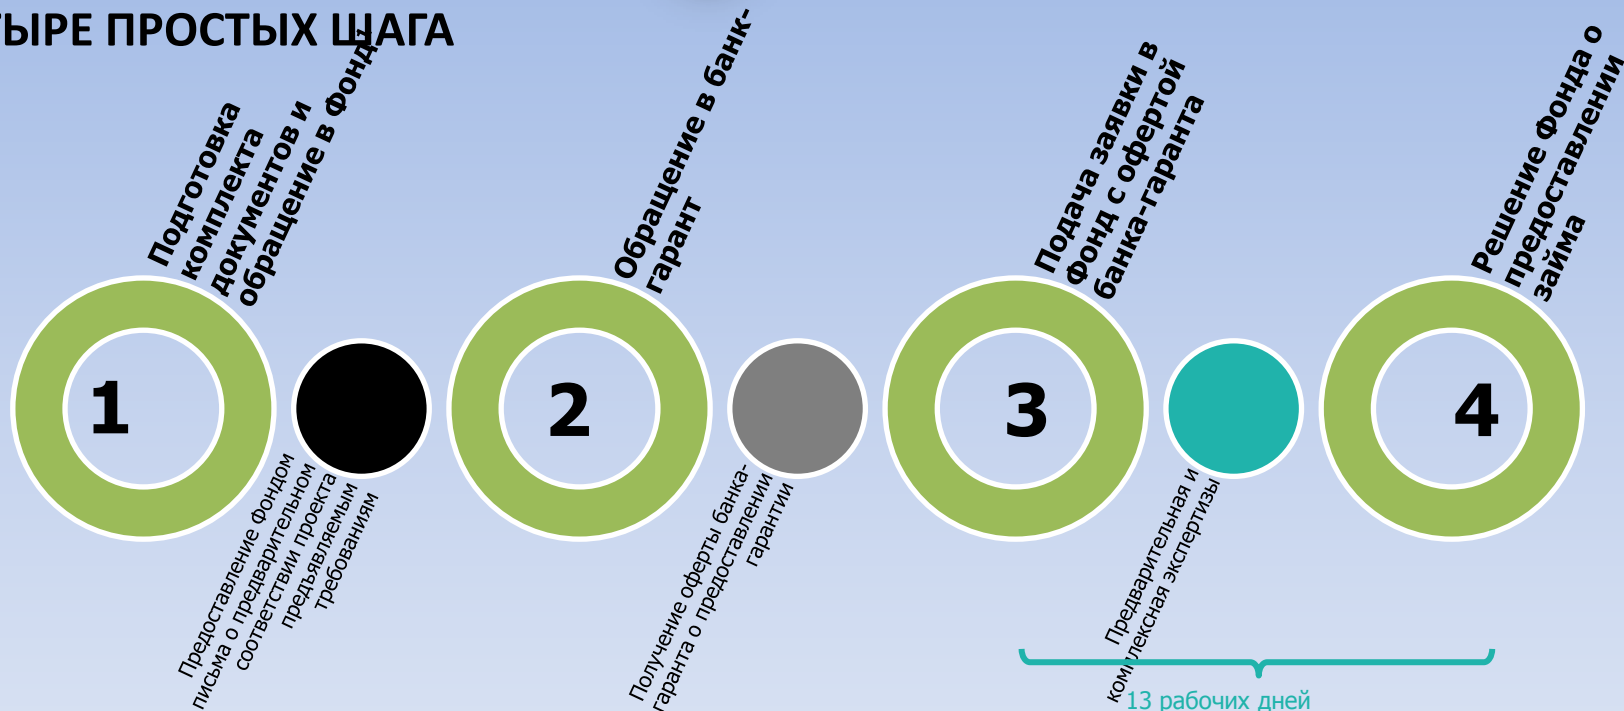 ТЫРЕ ПРОСТЫХ ШАГА
Подготовка
комплекта
документов и
обращение в Фонд¹
1
Предоставление Фондом
письма о предварительном
соответствии проекта
предъявляемым
требованиям
Обращение в банк-
гарант
2
Получение оферты банка-
гаранта о предоставлении
гарантии
Подача заявки в
Фонд с офертой
банка-гаранта
3
Предварительная и
комплексная экспертизы
Решение Фонда о
предоставлении
займа
4
13 рабочих дней